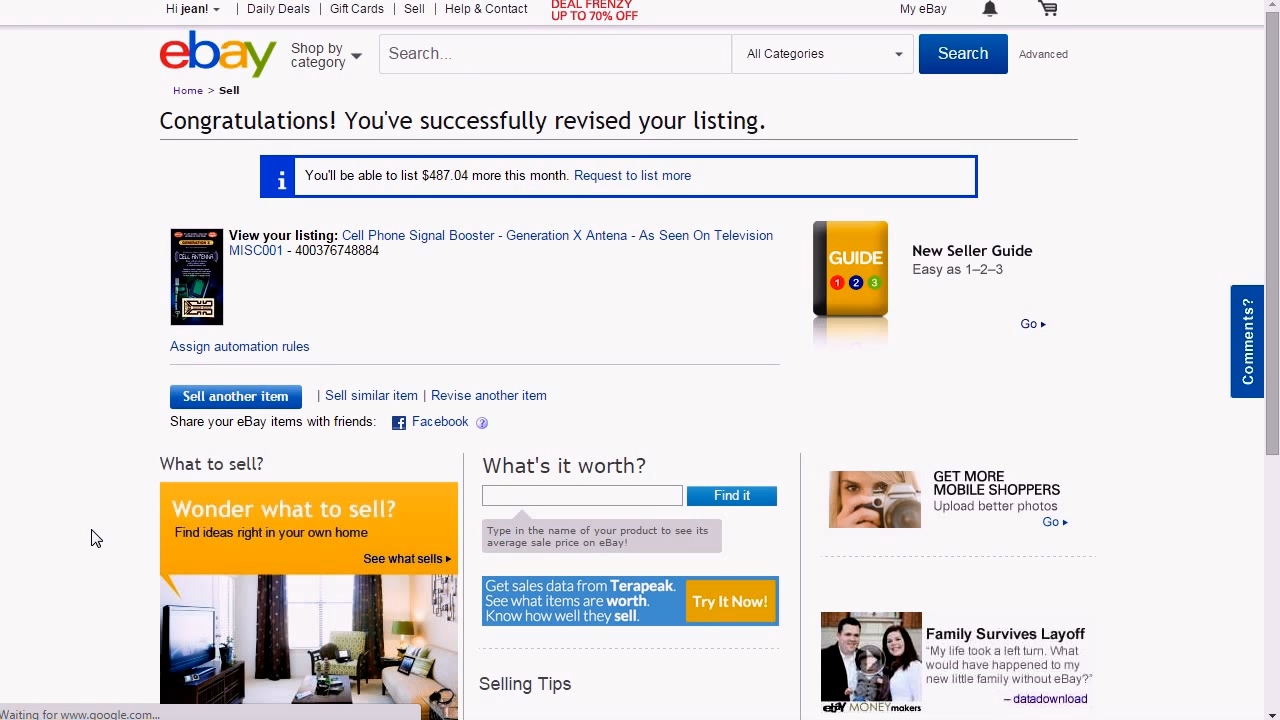 Hi jean! | Daily Deals | Gift Cards | Sell | Help & Contact
DEAL FRENZY
UP TO 70% OFF
My eBay
ebay
Shop by
category
Search...
All Categories
Search
Advanced
Home > Sell
Congratulations! You've successfully revised your listing.
i
You'll be able to list $487.04 more this month. Request to list more
GENERATION X
CELL ANTENNA
View your listing: Cell Phone Signal Booster - Generation X Antenna - As Seen On Television
MISC001 - 400376748884
GUIDE
1 2 3
New Seller Guide
Easy as 1–2–3
Go
Comments?
Assign automation rules
Sell another item | Sell similar item | Revise another item
Share your eBay items with friends: Facebook ?
What to sell?
Wonder what to sell?
Find ideas right in your own home
See what sells
What's it worth?
Find it
Type in the name of your product to see its
average sale price on eBay!
Get sales data from Terapeak.
See what items are worth.
Know how well they sell.
Try It Now!
Selling Tips
GET MORE
MOBILE SHOPPERS
Upload better photos
Go
Family Survives Layoff
“My life took a left turn. What
would have happened to my
new little family without eBay?”
– datadownload
ebay MONEYmakers
Waiting for www.google.com...